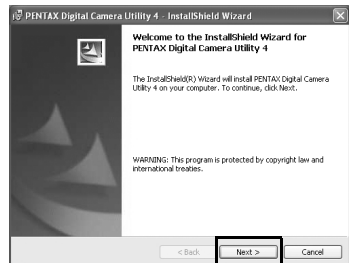 PENTAX Digital Camera Utility 4 - InstallShield Wizard
Welcome to the InstallShield Wizard for
PENTAX Digital Camera Utility 4
The InstallShield(R) Wizard will install PENTAX Digital Camera
Utility 4 on your computer. To continue, click Next.
WARNING: This program is protected by copyright law and
international treaties.
< Back
Next >
Cancel